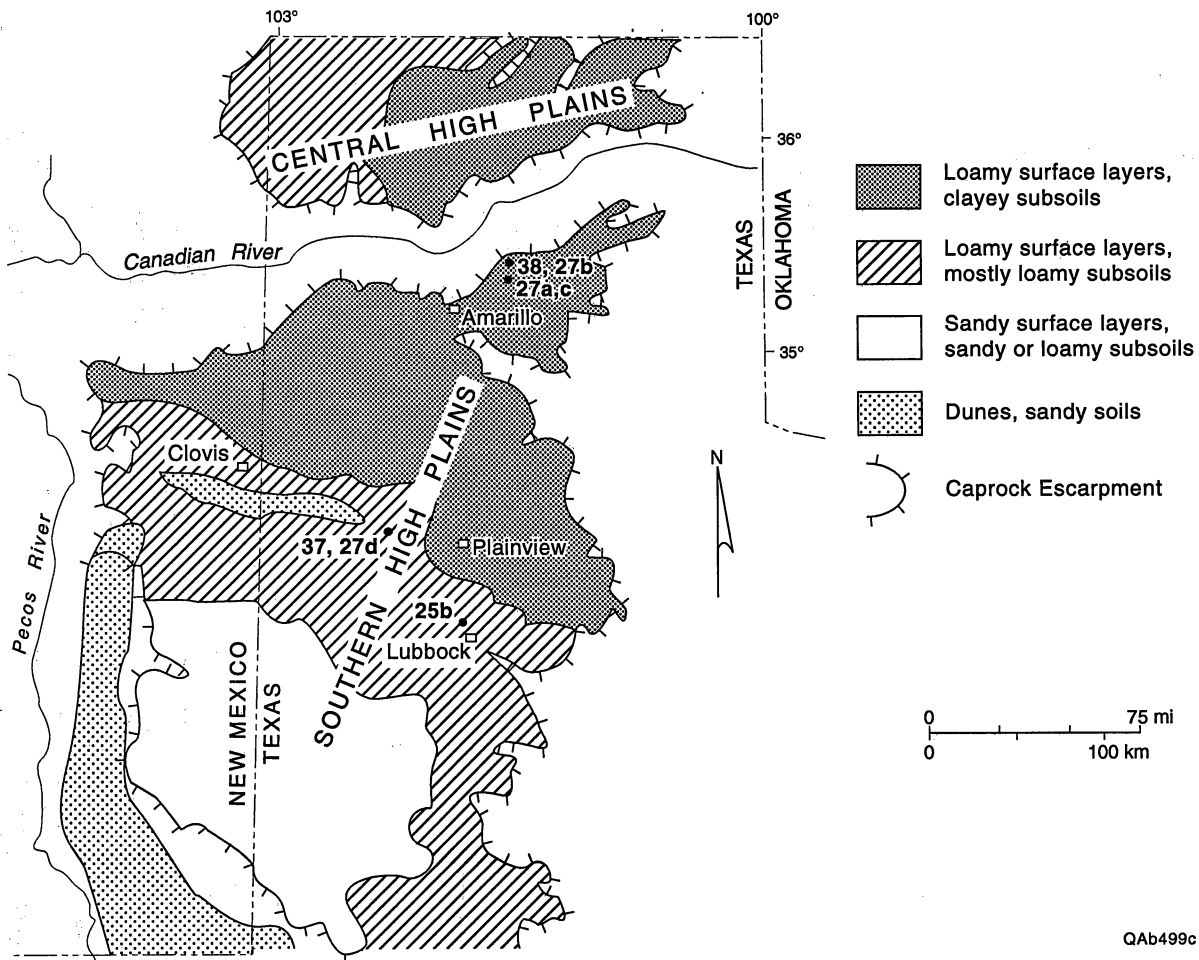 103°
100°
CENTRAL HIGH PLAINS
36°
Canadian River
TEXAS
OKLAHOMA
38, 27b
27a,c
Amarillo
35°
Clovis
SOUTHERN HIGH PLAINS
37, 27d
Plainview
Pecos River
25b
Lubbock
NEW MEXICO
TEXAS
N
Loamy surface layers,
clayey subsoils
Loamy surface layers,
mostly loamy subsoils
Sandy surface layers,
sandy or loamy subsoils
Dunes, sandy soils
Caprock Escarpment
0 75 mi
0 100 km
QAb499c